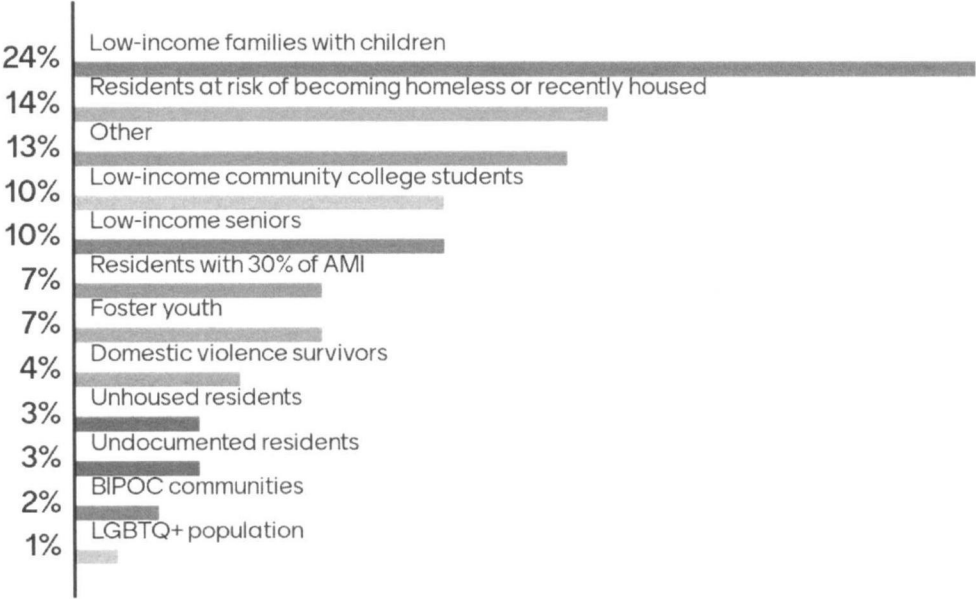 Low-income families with children
24%
Residents at risk of becoming homeless or recently housed
14%
Other
13%
Low-income community college students
10%
Low-income seniors
10%
Residents with 30% of AMI
7%
Foster youth
7%
Domestic violence survivors
4%
Unhoused residents
3%
Undocumented residents
3%
BIPOC communities
2%
LGBTQ+ population
1%